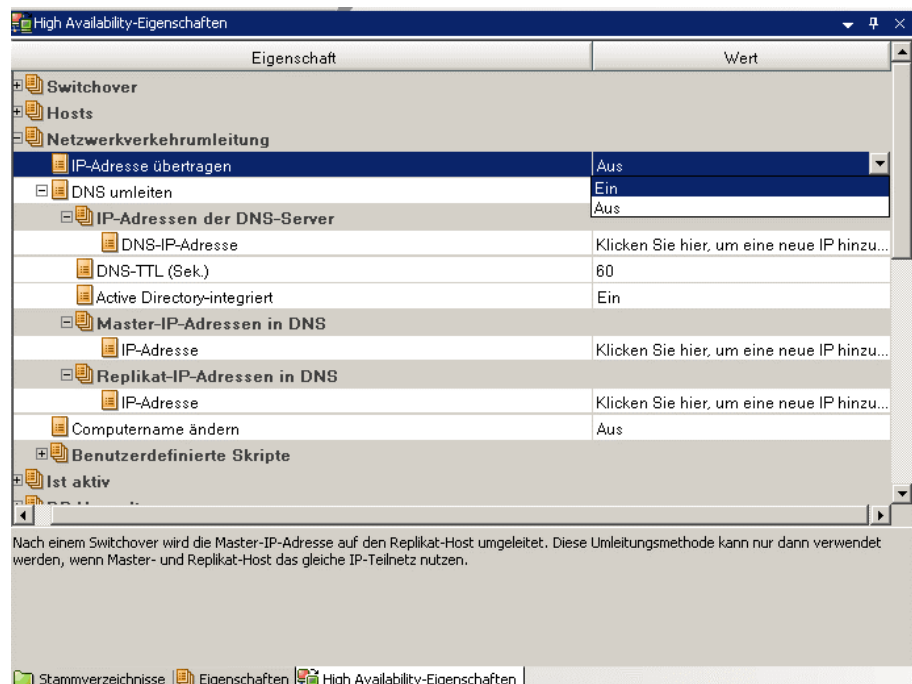 High Availability-Eigenschaften
Eigenschaft Wert
Switchover
Hosts
Netzwerkverkehrumleitung
IP-Adresse übertragen Aus
Ein
DNS umleiten
Aus
IP-Adressen der DNS-Server
DNS-IP-Adresse Klicken Sie hier, um eine neue IP hinzu...
DNS-TTL (Sek.) 60
Active Directory-integriert Ein
Master-IP-Adressen in DNS
IP-Adresse Klicken Sie hier, um eine neue IP hinzu...
Replikat-IP-Adressen in DNS
IP-Adresse Klicken Sie hier, um eine neue IP hinzu...
Computername ändern Aus
Benutzerdefinierte Skripte
Ist aktiv
Nach einem Switchover wird die Master-IP-Adresse auf den Replikat-Host umgeleitet. Diese Umleitungsmethode kann nur dann verwendet
werden, wenn Master- und Replikat-Host das gleiche IP-Teilnetz nutzen.
Stammverzeichnisse Eigenschaften High Availability-Eigenschaften